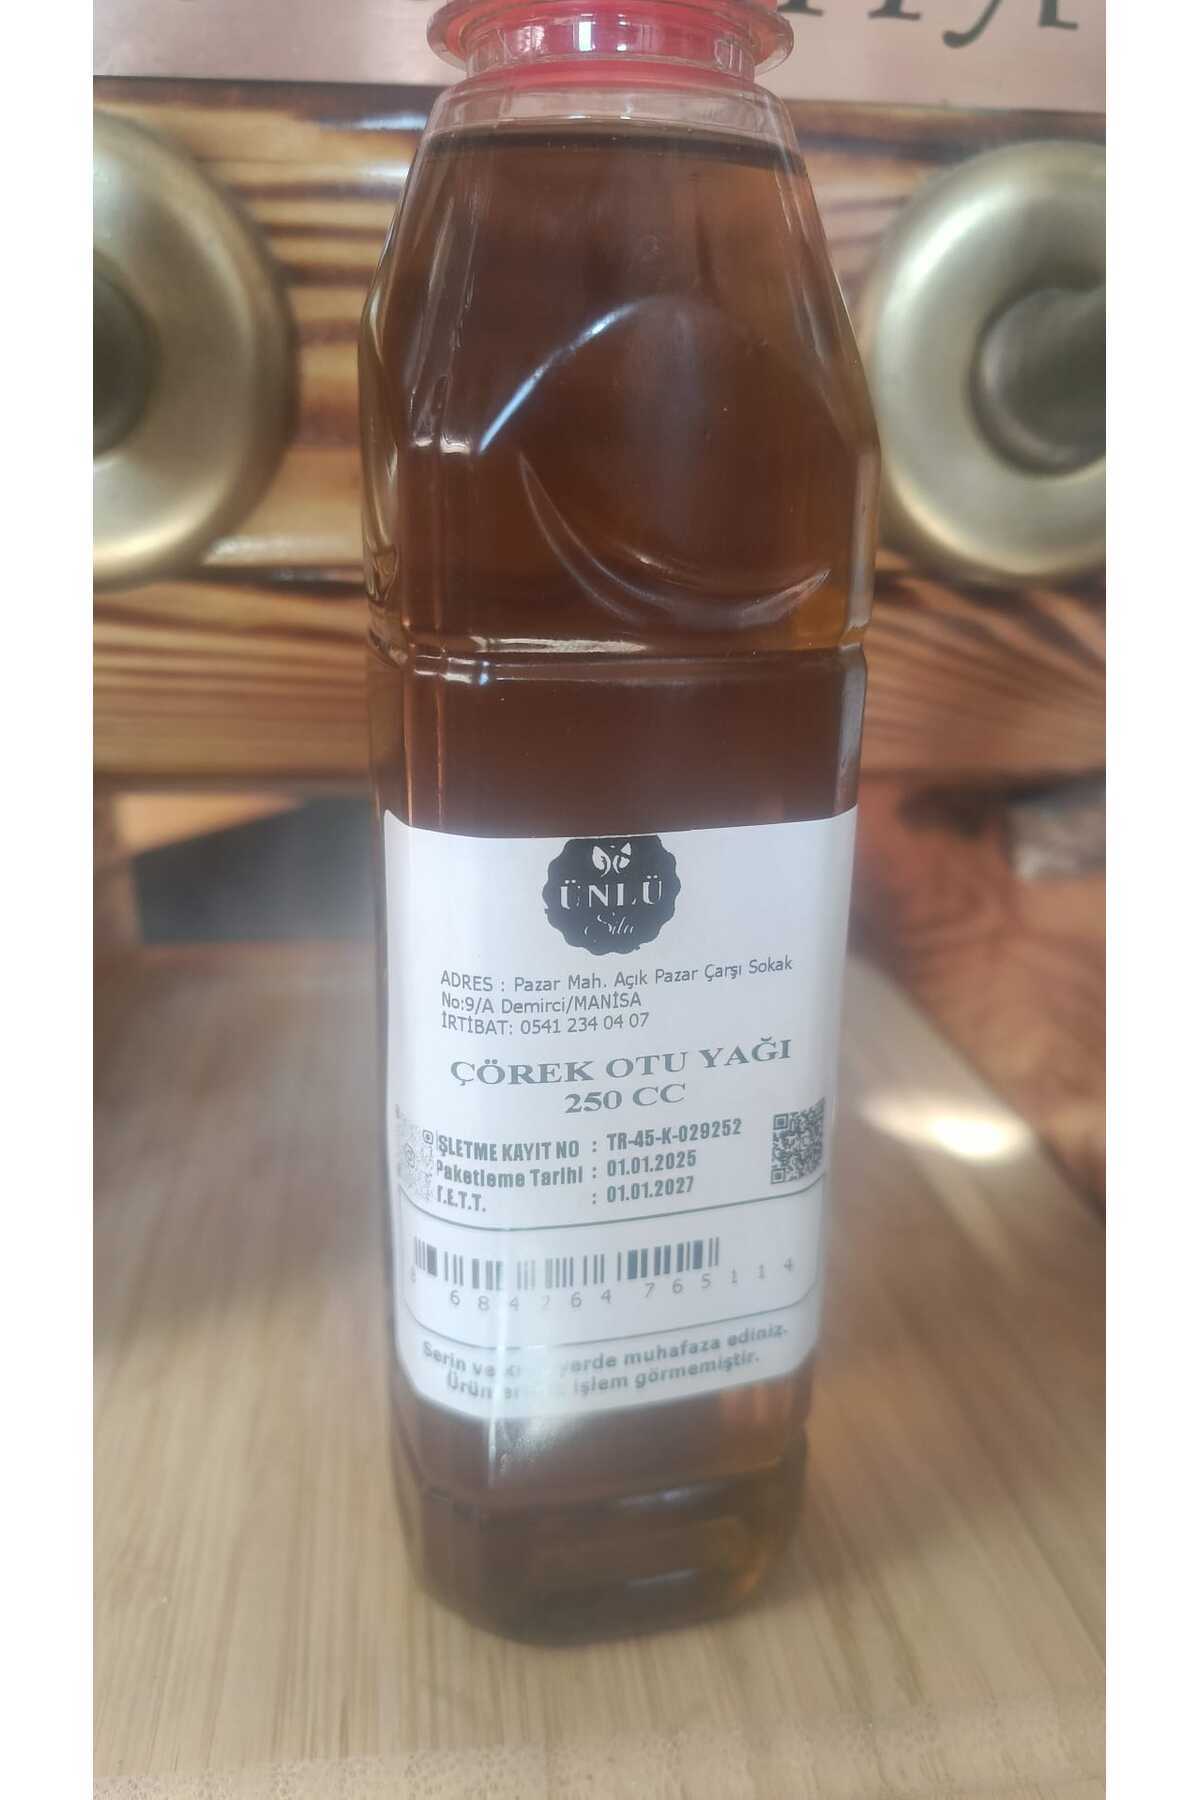 ÜNLÜ
Sifa
ADRES : Pazar Mah. Açık Pazar Çarşı Sokak
No:9/A Demirci/MANİSA
İRTİBAT: 0541 234 04 07
ÇÖREK OTU YAĞI
250 CC
İŞLETME KAYIT NO : TR-45-K-029252
Paketleme Tarihi : 01.01.2025
T.E.T.T. : 01.01.2027
8 684264 765114
Serin ve yerde muhafaza ediniz.
işlem görmemiştir.